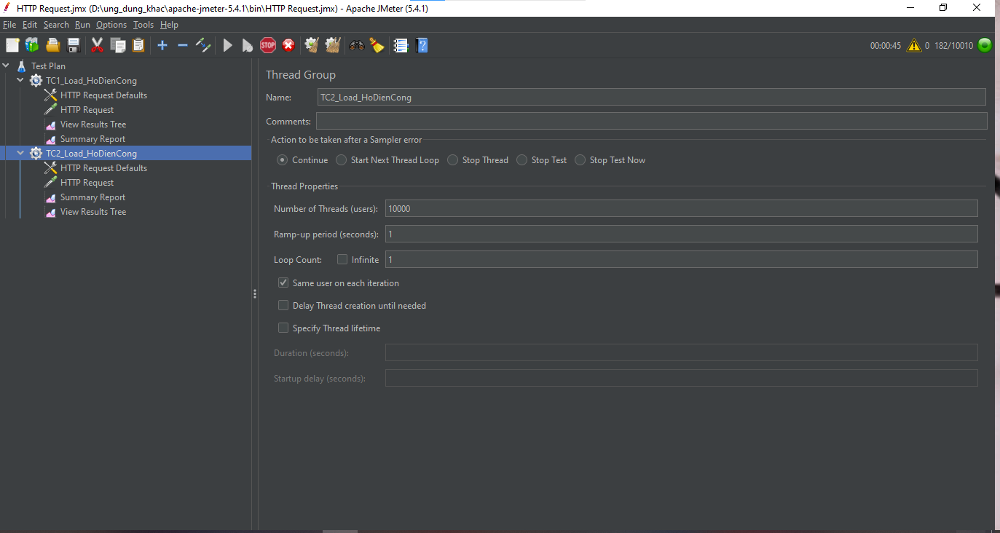 HTTP Request.jmx (D:\ung_dung_khac\apache-jmeter-5.4.1\bin\HTTP Request.jmx) - Apache JMeter (5.4.1)
File Edit Search Run Options Tools Help
STOP
00:00:45 0 182/10010
Test Plan
TC1_Load_HoDienCong
HTTP Request Defaults
HTTP Request
View Results Tree
Summary Report
TC2_Load_HoDienCong
HTTP Request Defaults
HTTP Request
Summary Report
View Results Tree
Thread Group
Name: TC2_Load_HoDienCong
Comments:
Action to be taken after a Sampler error
Continue Start Next Thread Loop Stop Thread Stop Test Stop Test Now
Thread Properties
Number of Threads (users): 10000
Ramp-up period (seconds): 1
Loop Count: Infinite 1
Same user on each iteration
Delay Thread creation until needed
Specify Thread lifetime
Duration (seconds):
Startup delay (seconds):